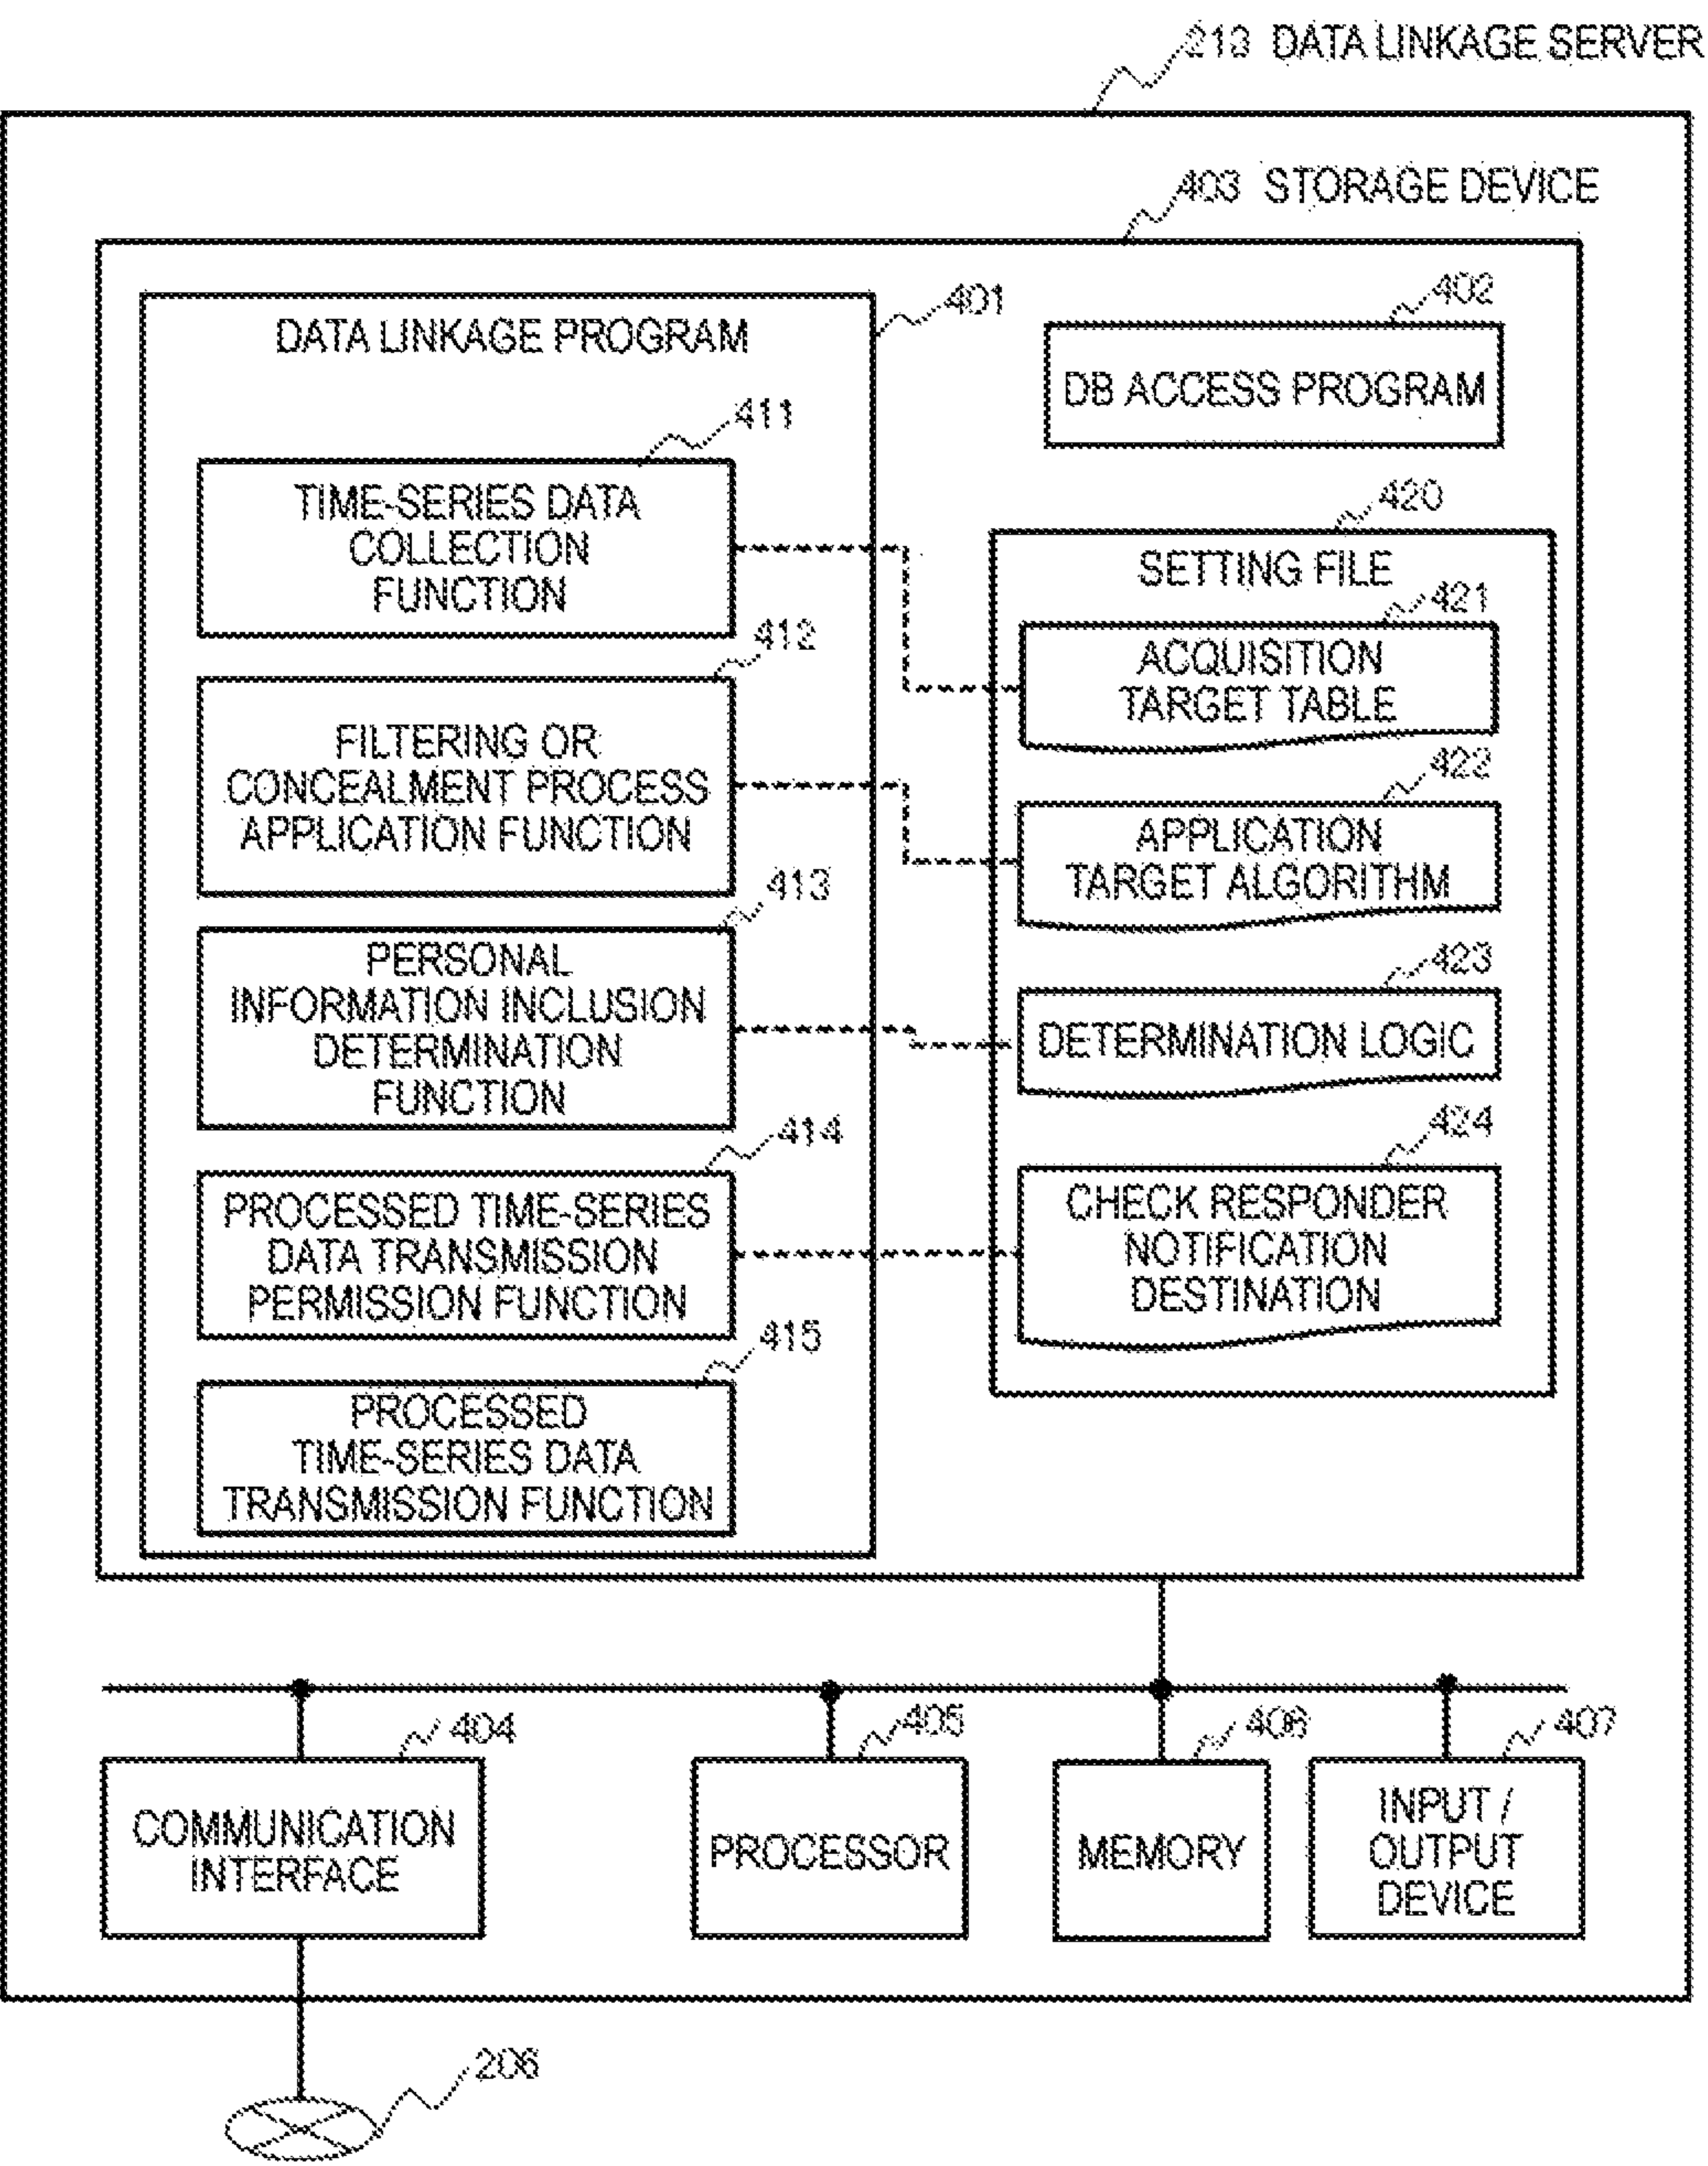 213 DATA LINKAGE SERVER
403 STORAGE DEVICE
401
DATA LINKAGE PROGRAM
402
DB ACCESS PROGRAM
411
TIME-SERIES DATA
COLLECTION
FUNCTION
412
FILTERING OR
CONCEALMENT PROCESS
APPLICATION FUNCTION
413
PERSONAL
INFORMATION INCLUSION
DETERMINATION
FUNCTION
414
PROCESSED TIME-SERIES
DATA TRANSMISSION
PERMISSION FUNCTION
415
PROCESSED
TIME-SERIES DATA
TRANSMISSION FUNCTION
420
SETTING FILE
421
ACQUISITION
TARGET TABLE
422
APPLICATION
TARGET ALGORITHM
423
DETERMINATION LOGIC
424
CHECK RESPONDER
NOTIFICATION
DESTINATION
404
COMMUNICATION
INTERFACE
405
PROCESSOR
406
MEMORY
407
INPUT /
OUTPUT
DEVICE
206